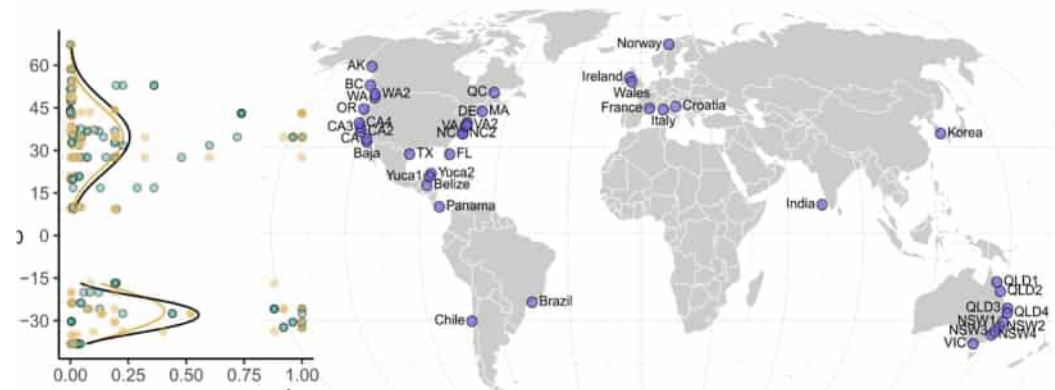 60
45
30
15
0
−15
−30
0.00 0.25 0.50 0.75 1.00
Norway
AK
Ireland
BC
WA WA2
QC
Wales
OR
DE MA
France
Croatia
Italy
CA3 CA4
VA VA2
CA2
NC NC2
Korea
CA
Baja
TX
FL
Yuca1 Yuca2
Belize
India
Panama
QLD1
QLD2
Brazil
QLD3
QLD4
Chile
NSW1
NSW2
NSW3
NSW4
VIC